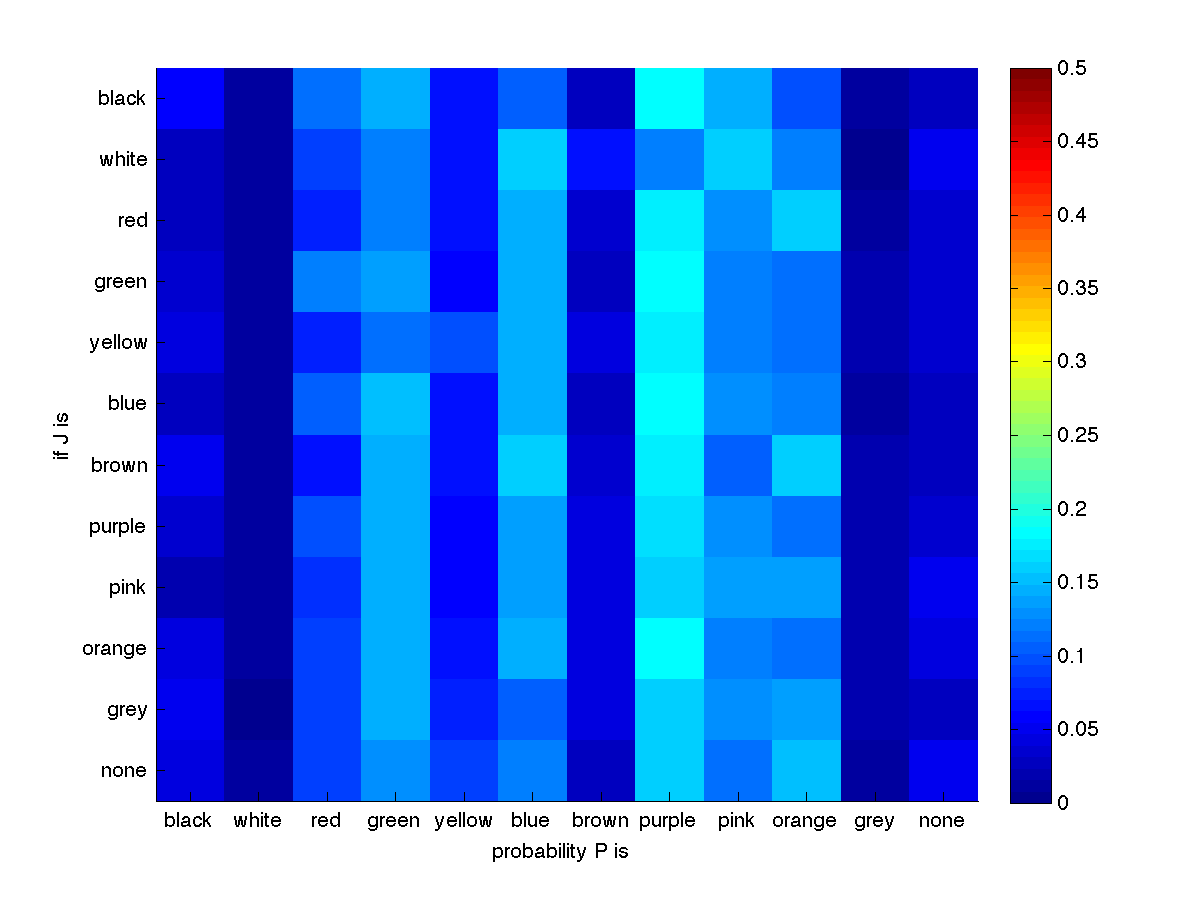 black
white
red
green
yellow
blue
brown
purple
pink
orange
grey
none
if J is
black white red green yellow blue brown purple pink orange grey none
probability P is
0.5
0.45
0.4
0.35
0.3
0.25
0.2
0.15
0.1
0.05
0